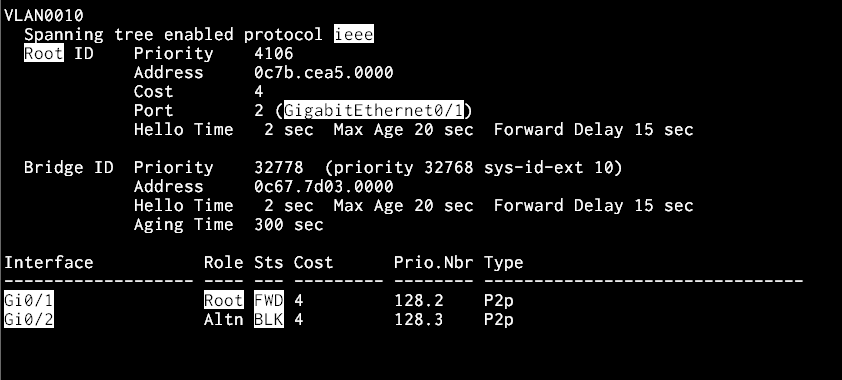 VLAN0010
  Spanning tree enabled protocol ieee
  Root ID    Priority    4106
             Address     0c7b.cea5.0000
             Cost        4
             Port        2 (GigabitEthernet0/1)
             Hello Time   2 sec  Max Age 20 sec  Forward Delay 15 sec

  Bridge ID  Priority    32778  (priority 32768 sys-id-ext 10)
             Address     0c67.7d03.0000
             Hello Time   2 sec  Max Age 20 sec  Forward Delay 15 sec
             Aging Time  300 sec

Interface           Role Sts Cost      Prio.Nbr Type
------------------- ---- --- --------- -------- --------------------------------
Gi0/1               Root FWD 4         128.2    P2p
Gi0/2               Altn BLK 4         128.3    P2p